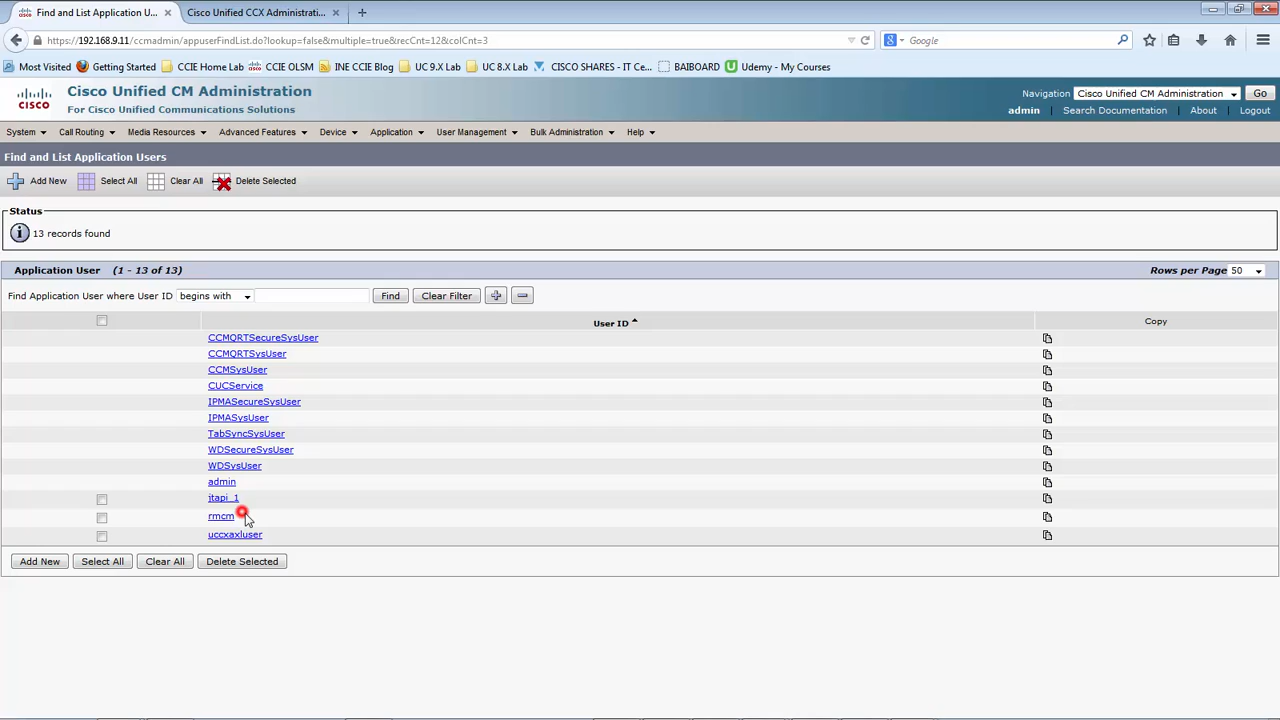 Find and List Application U... ×
Cisco Unified CCX Administrati... ×
https://192.168.9.11/ccmadmin/appuserFindList.do?lookup=false&multiple=true&recCnt=12&colCnt=3
Google
Most Visited Getting Started CCIE Home Lab CCIE OLSM INE CCIE Blog UC 9.X Lab UC 8.X Lab CISCO SHARES - IT Ce... BAIBOARD Udemy - My Courses
CISCO
Cisco Unified CM Administration
For Cisco Unified Communications Solutions
Navigation Cisco Unified CM Administration Go
admin Search Documentation About Logout
System Call Routing Media Resources Advanced Features Device Application User Management Bulk Administration Help
Find and List Application Users
Add New Select All Clear All Delete Selected
Status
13 records found
Application User (1 - 13 of 13) Rows per Page 50
Find Application User where User ID begins with Find Clear Filter
User ID Copy
CCMQRTSecureSysUser
CCMQRTSysUser
CCMSysUser
CUCService
IPMASecureSysUser
IPMASysUser
TabSyncSysUser
WDSecureSysUser
WDSysUser
admin
jtapi_1
rmcm
uccxaxluser
Add New Select All Clear All Delete Selected